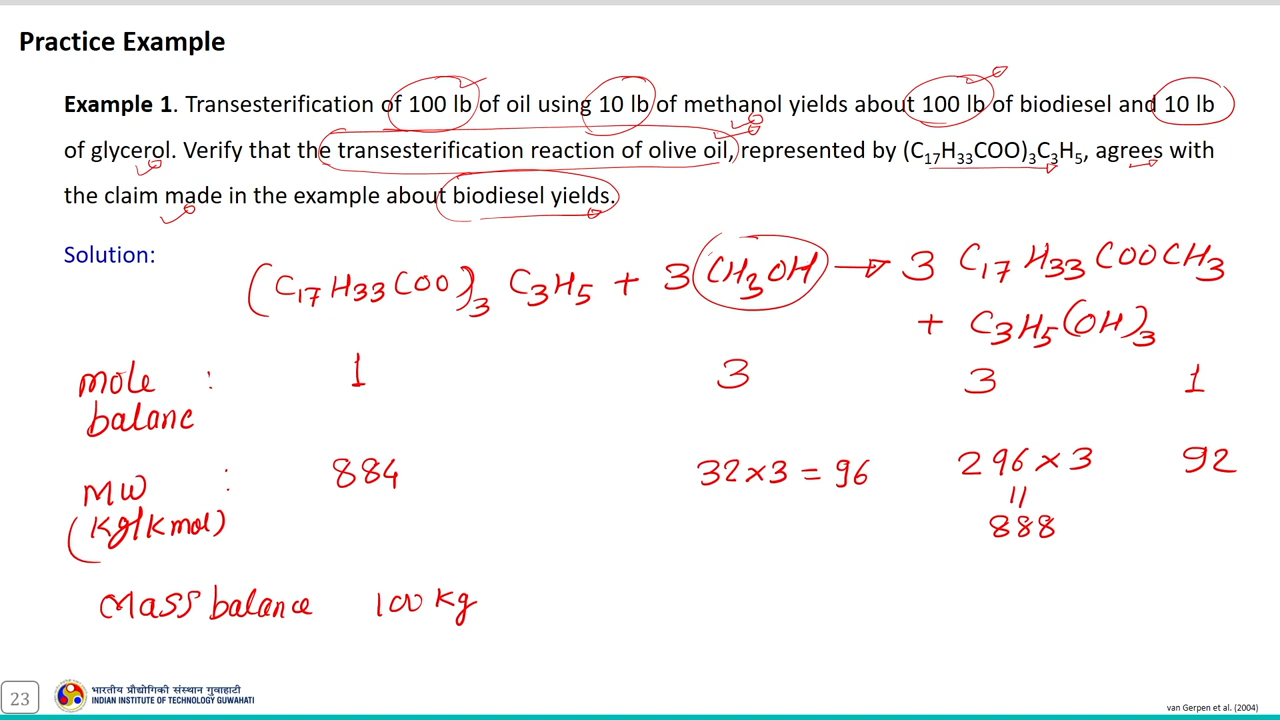 Practice Example
Example 1. Transesterification of 100 lb of oil using 10 lb of methanol yields about 100 lb of biodiesel and 10 lb
of glycerol. Verify that the transesterification reaction of olive oil, represented by (C₁₇H₃₃COO)₃C₃H₅, agrees with
the claim made in the example about biodiesel yields.
Solution:
(C₁₇H₃₃COO)₃ C₃H₅ + 3 CH₃OH → 3 C₁₇H₃₃COOCH₃
+ C₃H₅(OH)₃
mole : 1 3 3 1
balanc
MW : 884 32×3 = 96 296×3 92
(Kg/Kmol) = 888
Mass balance 100 Kg
23
भारतीय प्रौद्योगिकी संस्थान गुवाहाटी
INDIAN INSTITUTE OF TECHNOLOGY GUWAHATI
van Gerpen et al. (2004)